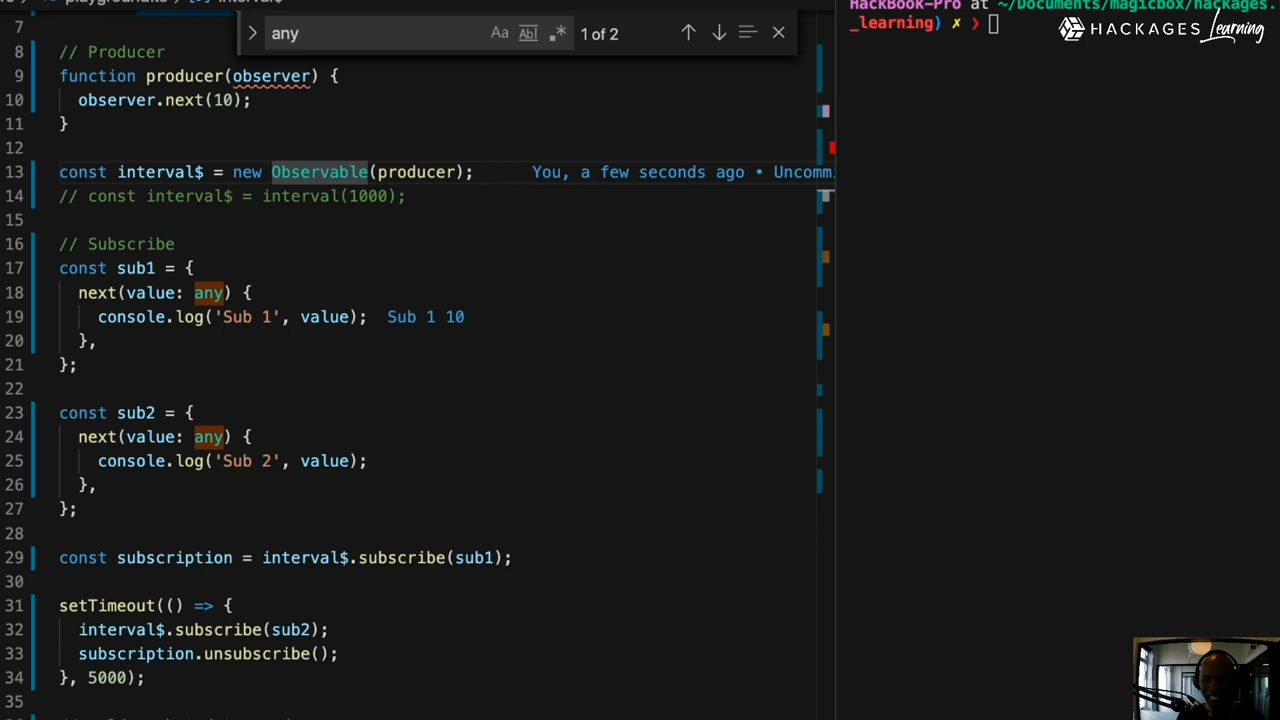 HackBook-Pro at ~/Documents/magicbox/hackages.
_learning) ✗ ❯
HACKAGES Learning
any
Aa Ab .* 1 of 2
7
8 // Producer
9 function producer(observer) {
10 observer.next(10);
11 }
12
13 const interval$ = new Observable(producer); You, a few seconds ago • Uncomm
14 // const interval$ = interval(1000);
15
16 // Subscribe
17 const sub1 = {
18 next(value: any) {
19 console.log('Sub 1', value); Sub 1 10
20 },
21 };
22
23 const sub2 = {
24 next(value: any) {
25 console.log('Sub 2', value);
26 },
27 };
28
29 const subscription = interval$.subscribe(sub1);
30
31 setTimeout(() => {
32 interval$.subscribe(sub2);
33 subscription.unsubscribe();
34 }, 5000);
35